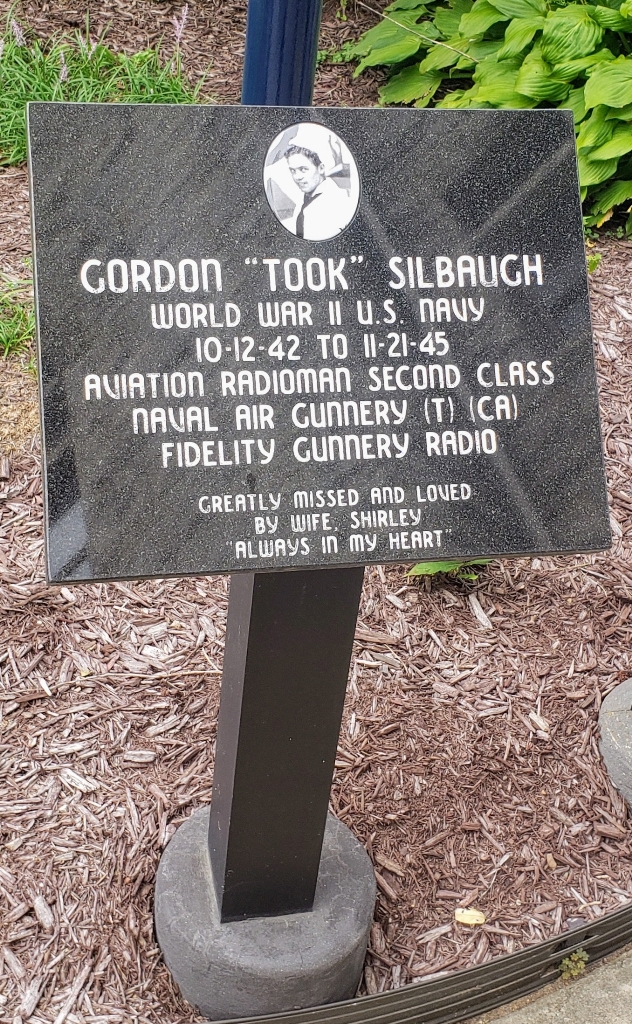 GORDON "TOOK" SILBAUGH
WORLD WAR II U.S. NAVY
10-12-42 TO 11-21-45
AVIATION RADIOMAN SECOND CLASS
NAVAL AIR GUNNERY (T) (CA)
FIDELITY GUNNERY RADIO
GREATLY MISSED AND LOVED
BY WIFE, SHIRLEY
"ALWAYS IN MY HEART"